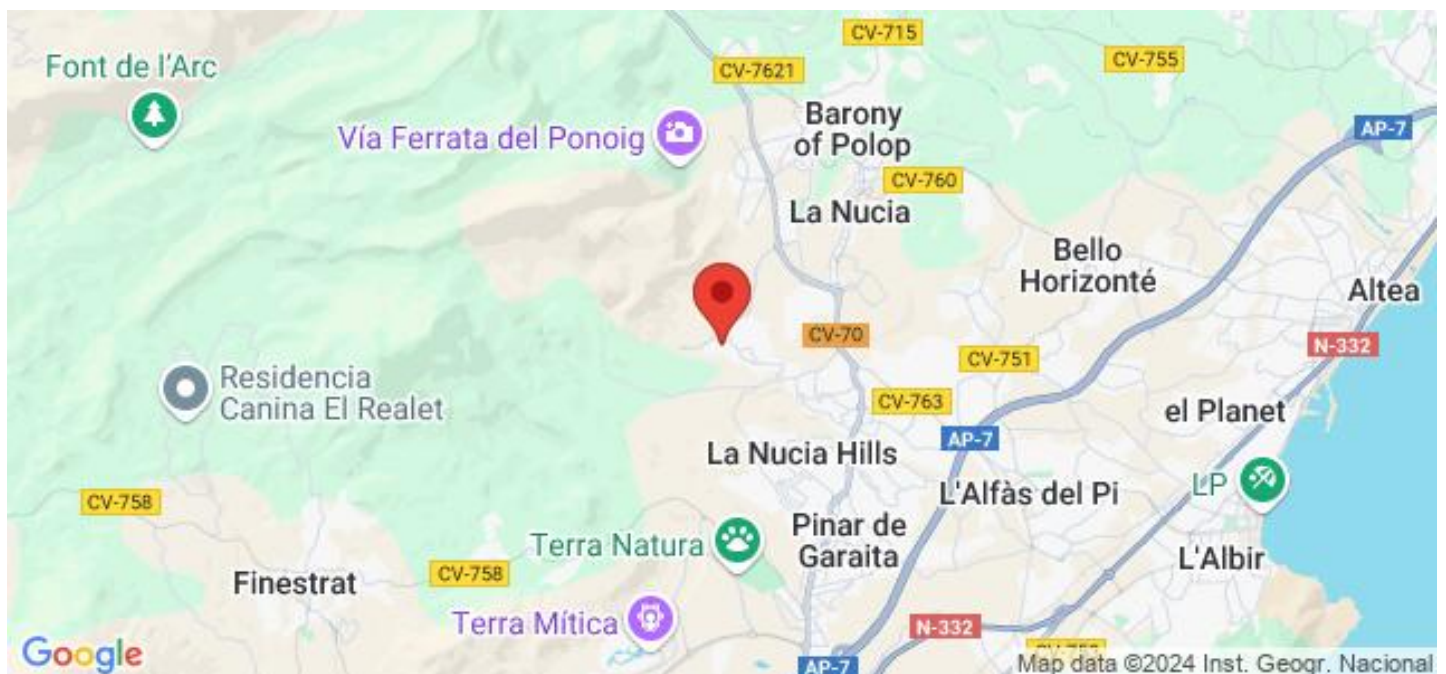 CV-715
CV-755
Font de l'Arc
CV-7621
Barony
of Polop
AP-7
Vía Ferrata del Ponoig
CV-760
La Nucia
Bello
Horizonté
Altea
CV-70
N-332
CV-751
Residencia
Canina El Realet
CV-763
el Planet
AP-7
La Nucia Hills
LP
L'Alfàs del Pi
CV-758
Pinar de
Garaita
Terra Natura
L'Albir
Finestrat
CV-758
Terra Mítica
N-332
Google
AP-7
Map data ©2024 Inst. Geogr. Nacional